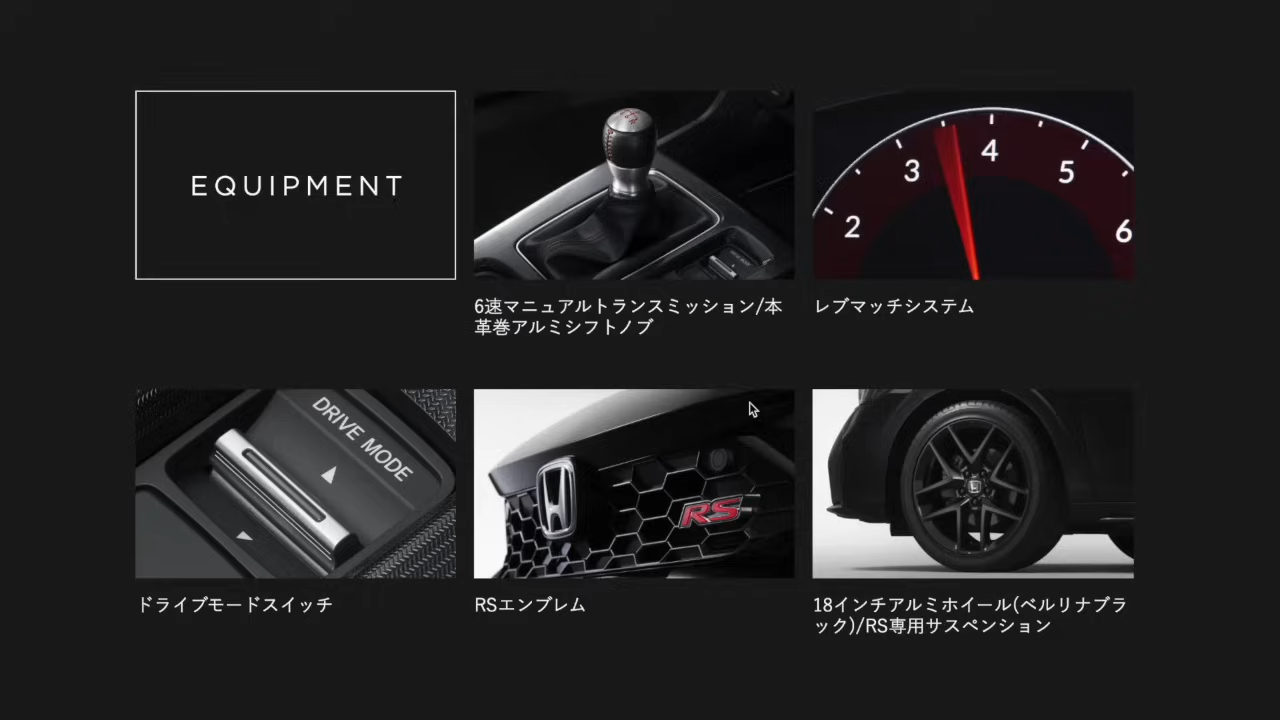 EQUIPMENT
2
3
4
5
6
6速マニュアルトランスミッション/本
革巻アルミシフトノブ
レブマッチシステム
DRIVE MODE
RS
ドライブモードスイッチ
RSエンブレム
18インチアルミホイール(ベルリナブラ
ック)/RS専用サスペンション